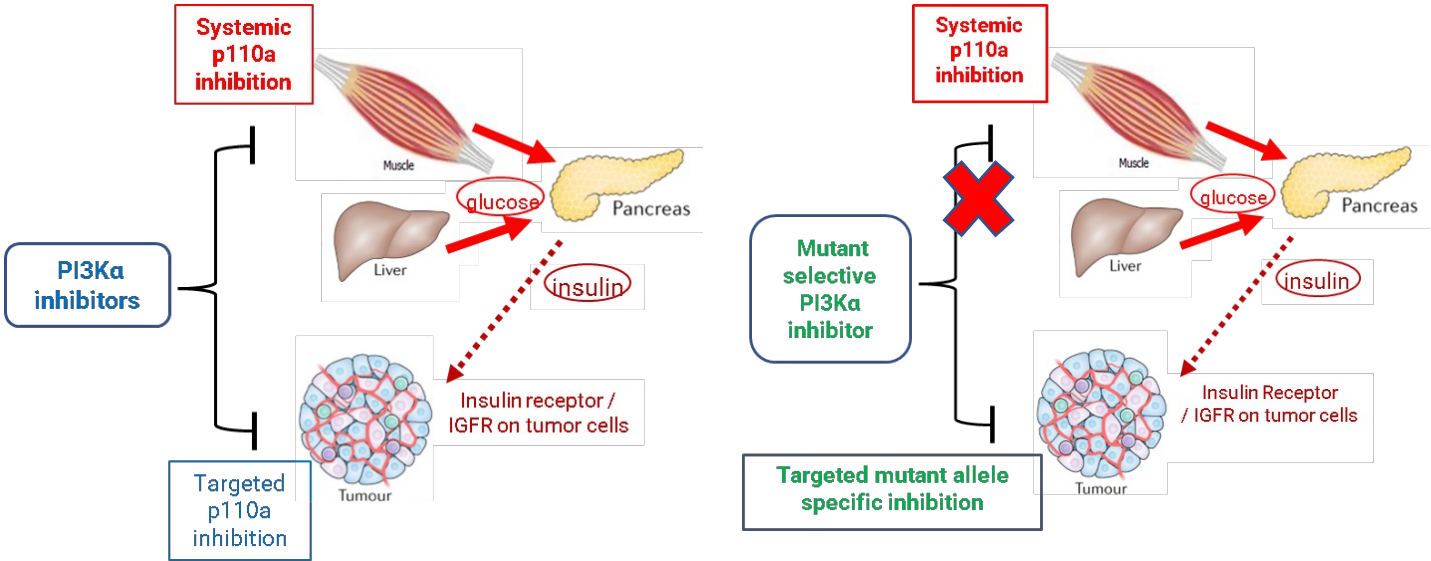 Systemic
p110a
inhibition
Muscle
glucose
Pancreas
Liver
PI3Kα
inhibitors
insulin
Insulin receptor /
IGFR on tumor cells
Targeted
p110a
inhibition
Tumour
Systemic
p110a
inhibition
Muscle
glucose
Pancreas
Liver
Mutant
selective
PI3Kα
inhibitor
insulin
Insulin Receptor
/ IGFR on tumor cells
Targeted mutant allele
specific inhibition
Tumour